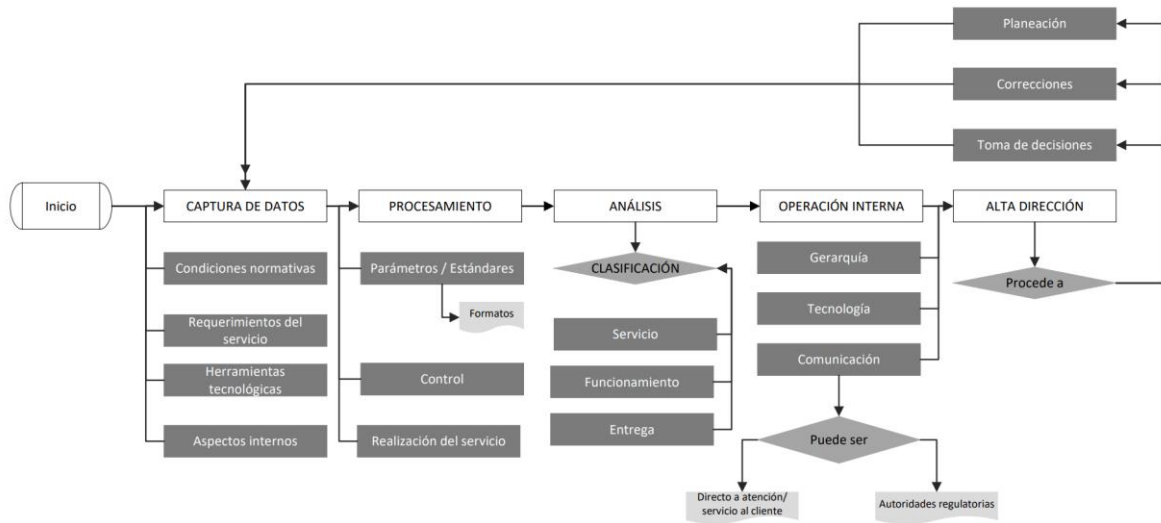 Planeación
Correcciones
Toma de decisiones
Inicio
CAPTURA DE DATOS
PROCESAMIENTO
ANÁLISIS
OPERACIÓN INTERNA
ALTA DIRECCIÓN
Condiciones normativas
Requerimientos del
servicio
Herramientas
tecnológicas
Aspectos internos
Parámetros / Estándares
Formatos
Control
Realización del servicio
CLASIFICACIÓN
Servicio
Funcionamiento
Entrega
Gerarquía
Tecnología
Comunicación
Puede ser
Directo a atención/
servicio al cliente
Autoridades regulatorias
Procede a